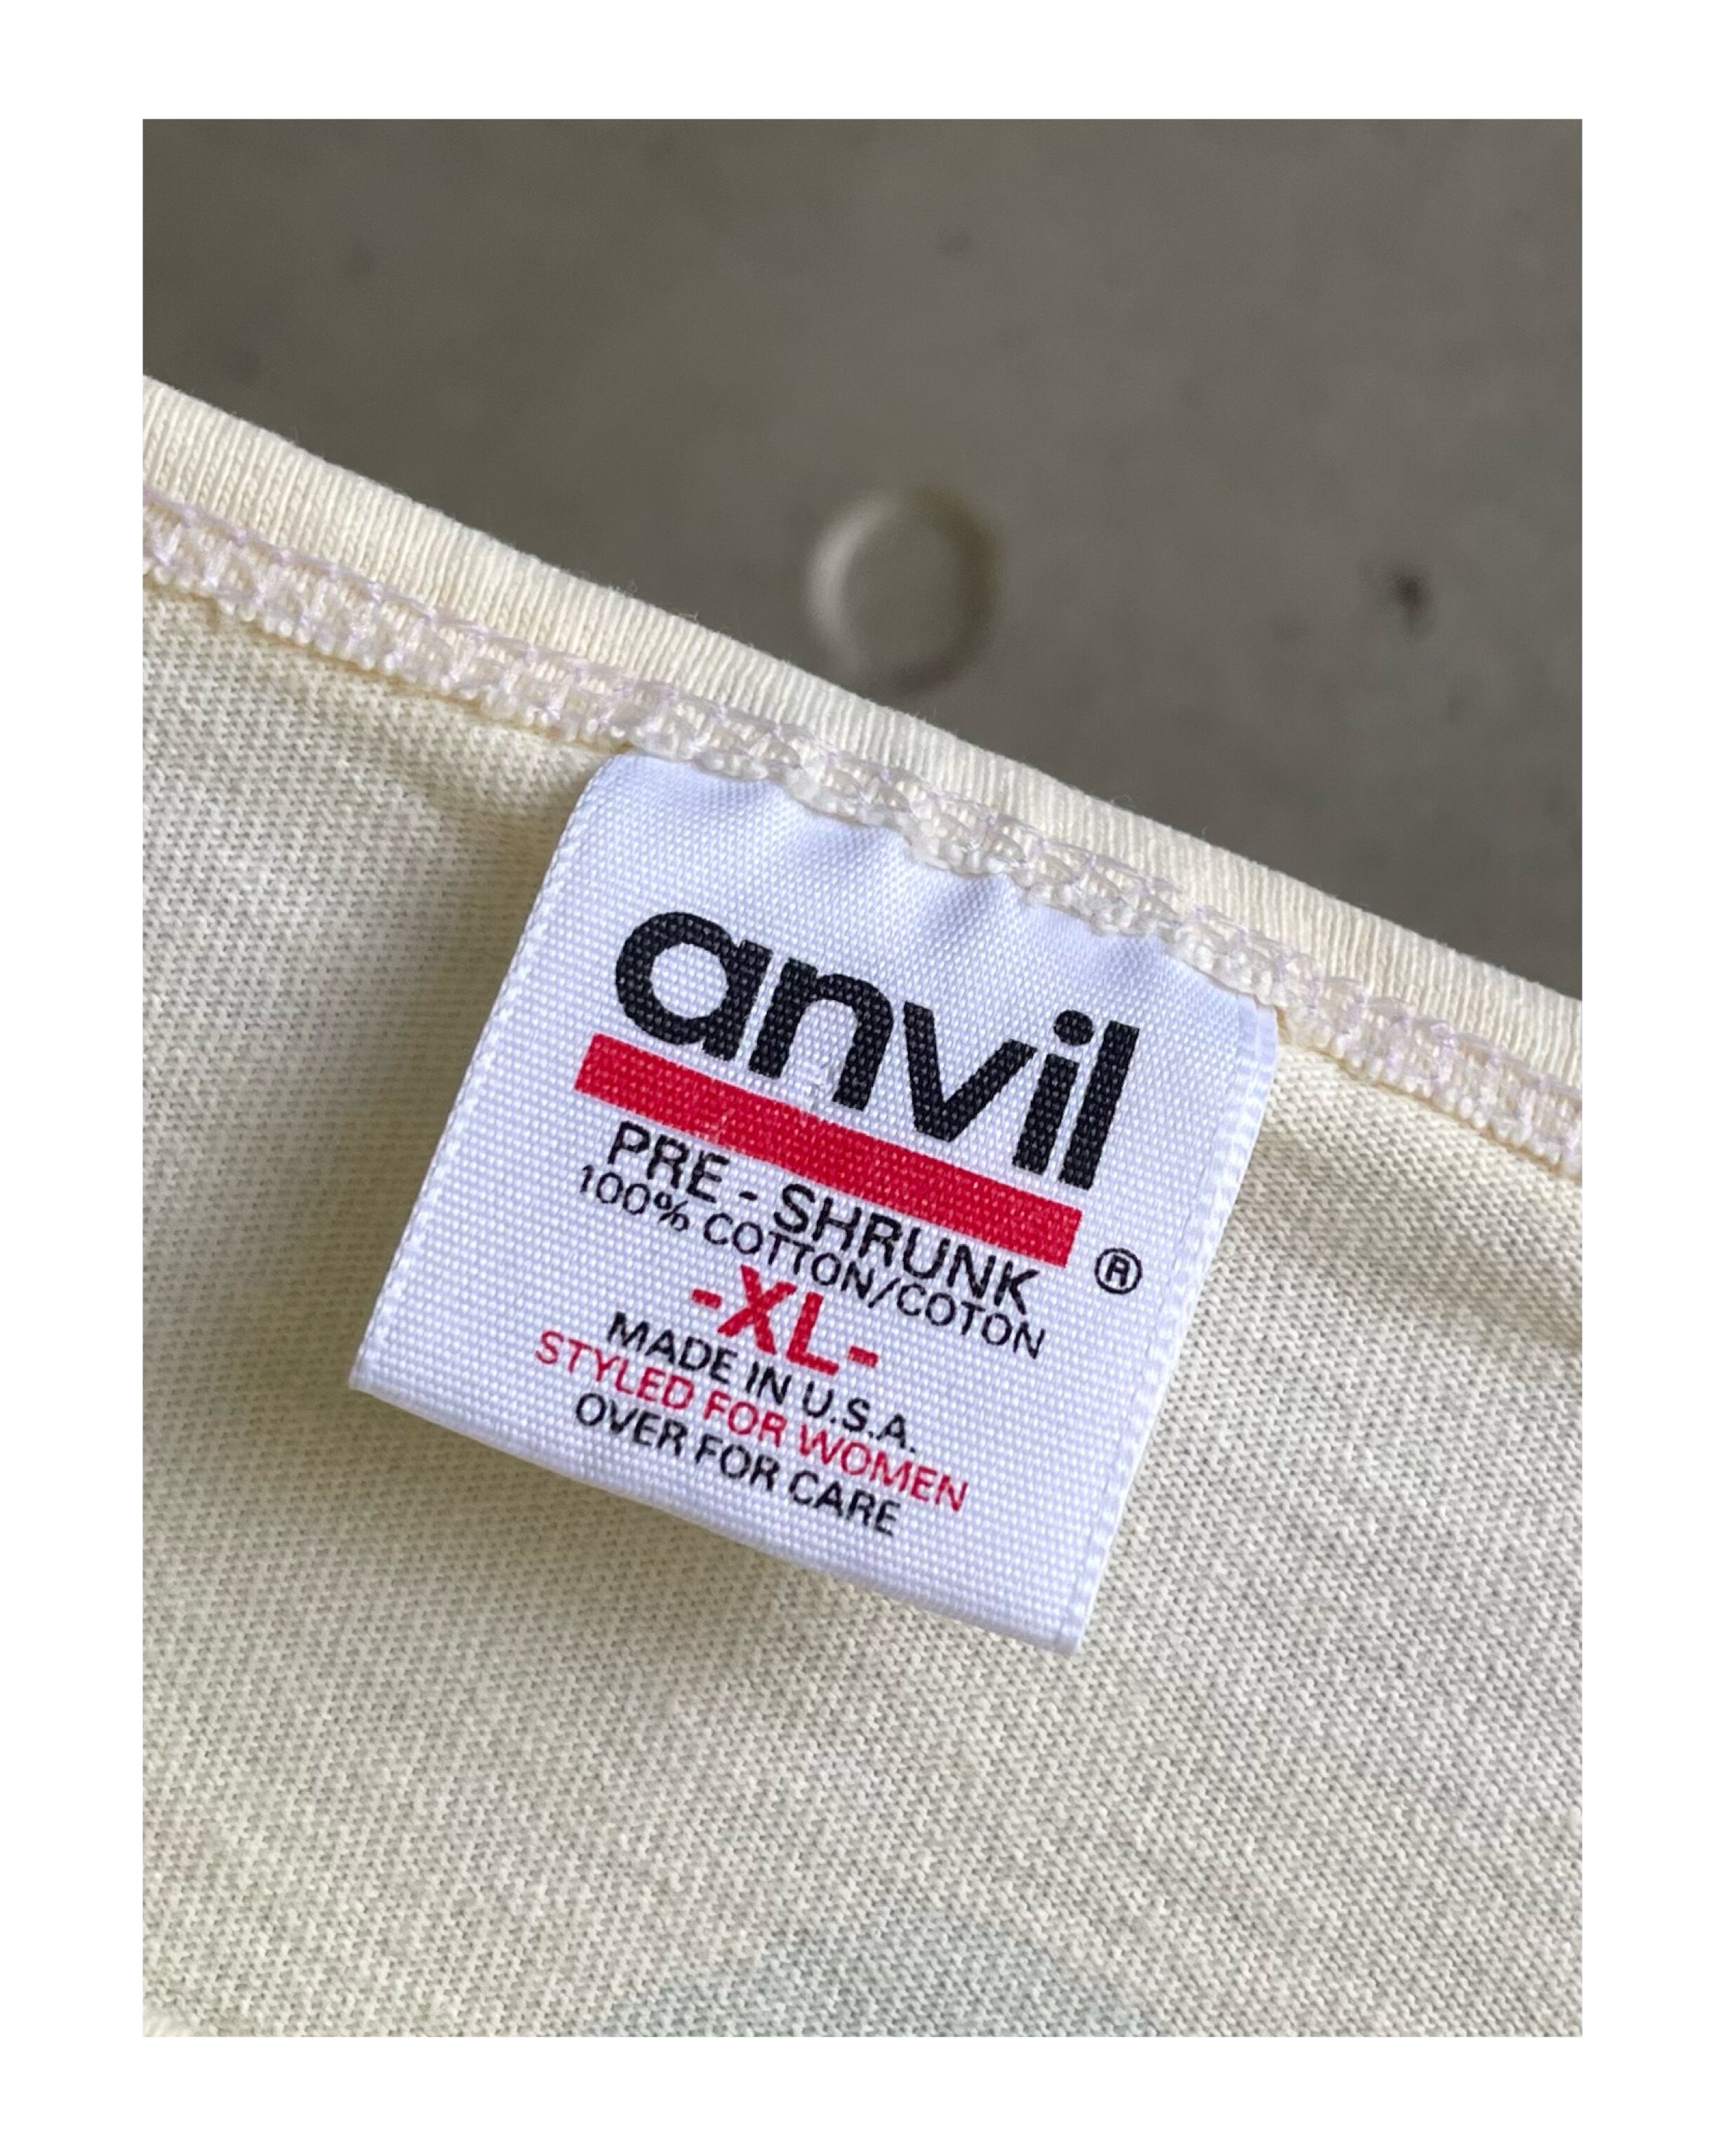 anvil
PRE - SHRUNK ®
100% COTTON/COTON
-XL-
MADE IN U.S.A.
STYLED FOR WOMEN
OVER FOR CARE